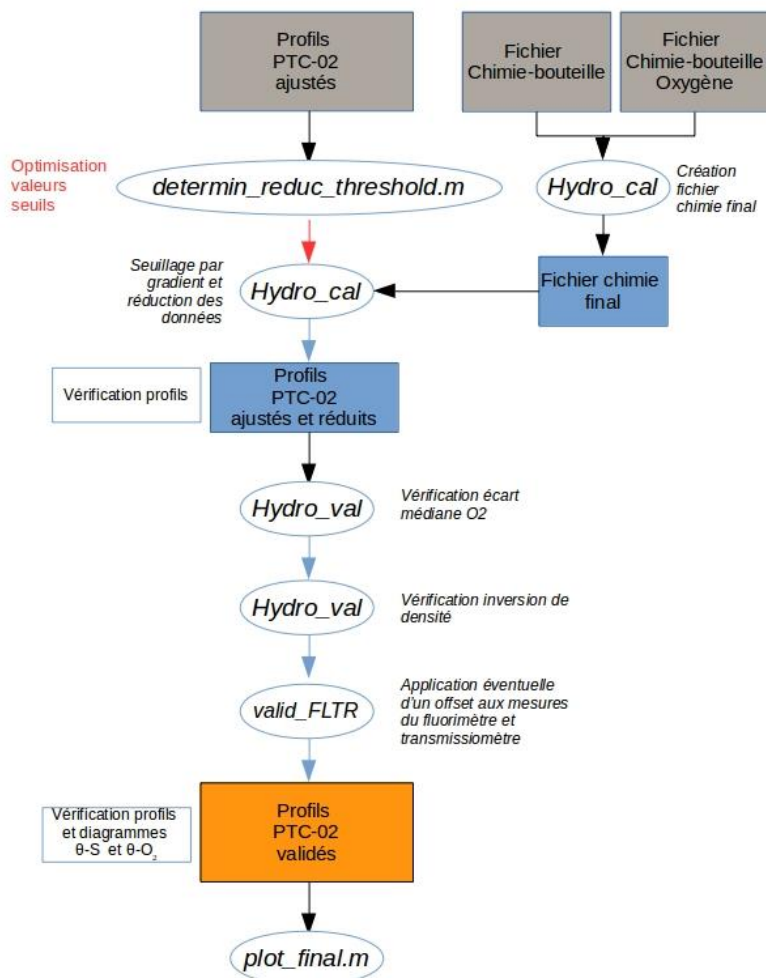 Profils
PTC-02
ajustés
Fichier
Chimie-bouteille
Fichier
Chimie-bouteille
Oxygène
Optimisation
valeurs
seuils
determin_reduc_threshold.m
Hydro_cal
Création
fichier
chimie final
Seuillage par
gradient et
réduction des
données
Hydro_cal
Fichier chimie
final
Vérification profils
Profils
PTC-02
ajustés et réduits
Hydro_val
Vérification écart
médiane O2
Hydro_val
Vérification inversion de
densité
valid_FLTR
Application éventuelle
d'un offset aux mesures
du fluorimètre et
transmissiomètre
Vérification profils
et diagrammes
θ-S et θ-O₂
Profils
PTC-02
validés
plot_final.m